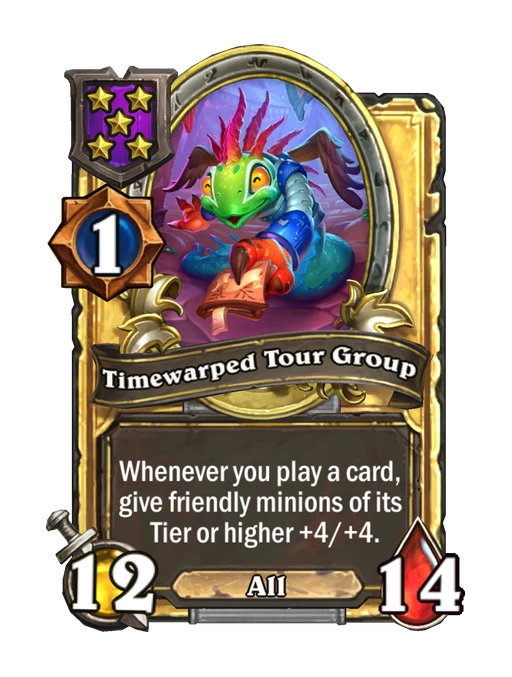 1
Timewarped Tour Group
Whenever you play a card,
give friendly minions of its
Tier or higher +4/+4.
12
All
14